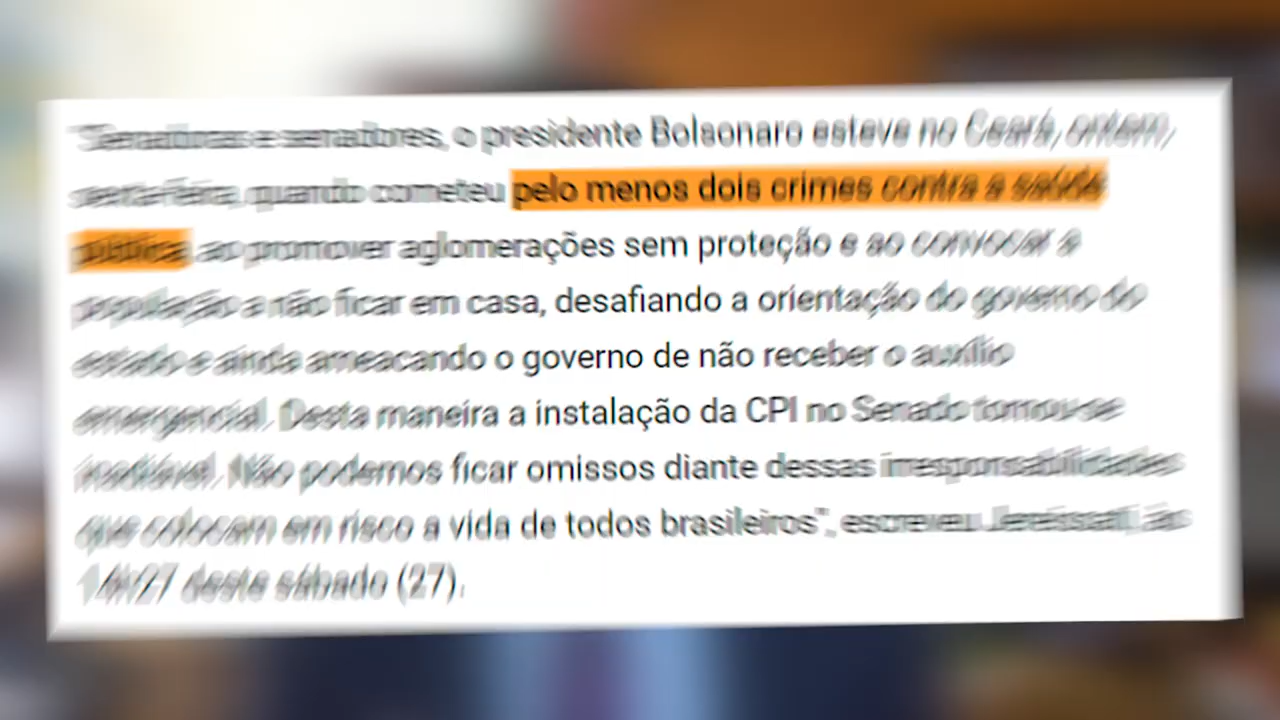 "Senadoras e senadores, o presidente Bolsonaro esteve no Ceará, ontem,
sexta-feira, quando cometeu pelo menos dois crimes contra a saúde
pública, ao promover aglomerações sem proteção e ao convocar a
população a não ficar em casa, desafiando a orientação do governo do
estado e ainda ameacando o governo de não receber o auxílio
emergencial. Desta maneira a instalação da CPI no Senado tornou-se
inadiável. Não podemos ficar omissos diante dessas irresponsabilidades
que colocam em risco a vida de todos brasileiros", escreveu Jereissati, às
14h27 deste sábado (27).